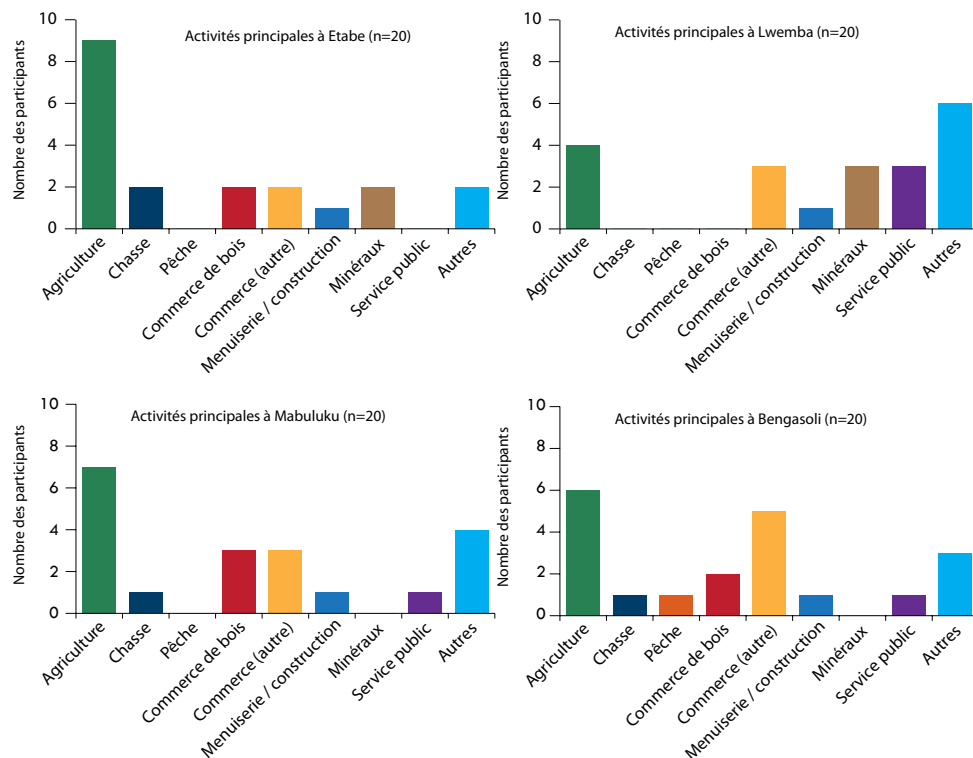 Activités principales à Etabe (n=20)
Nombre des participants
10
8
6
4
2
0
Agriculture
Chasse
Pêche
Commerce de bois
Commerce (autre)
Menuiserie / construction
Minéraux
Service public
Autres
Activités principales à Lwemba (n=20)
Nombre des participants
10
8
6
4
2
0
Agriculture
Chasse
Pêche
Commerce de bois
Commerce (autre)
Menuiserie / construction
Minéraux
Service public
Autres
Activités principales à Mabuluku (n=20)
Nombre des participants
10
8
6
4
2
0
Agriculture
Chasse
Pêche
Commerce de bois
Commerce (autre)
Menuiserie / construction
Minéraux
Service public
Autres
Activités principales à Bengasoli (n=20)
Nombre des participants
10
8
6
4
2
0
Agriculture
Chasse
Pêche
Commerce de bois
Commerce (autre)
Menuiserie / construction
Minéraux
Service public
Autres